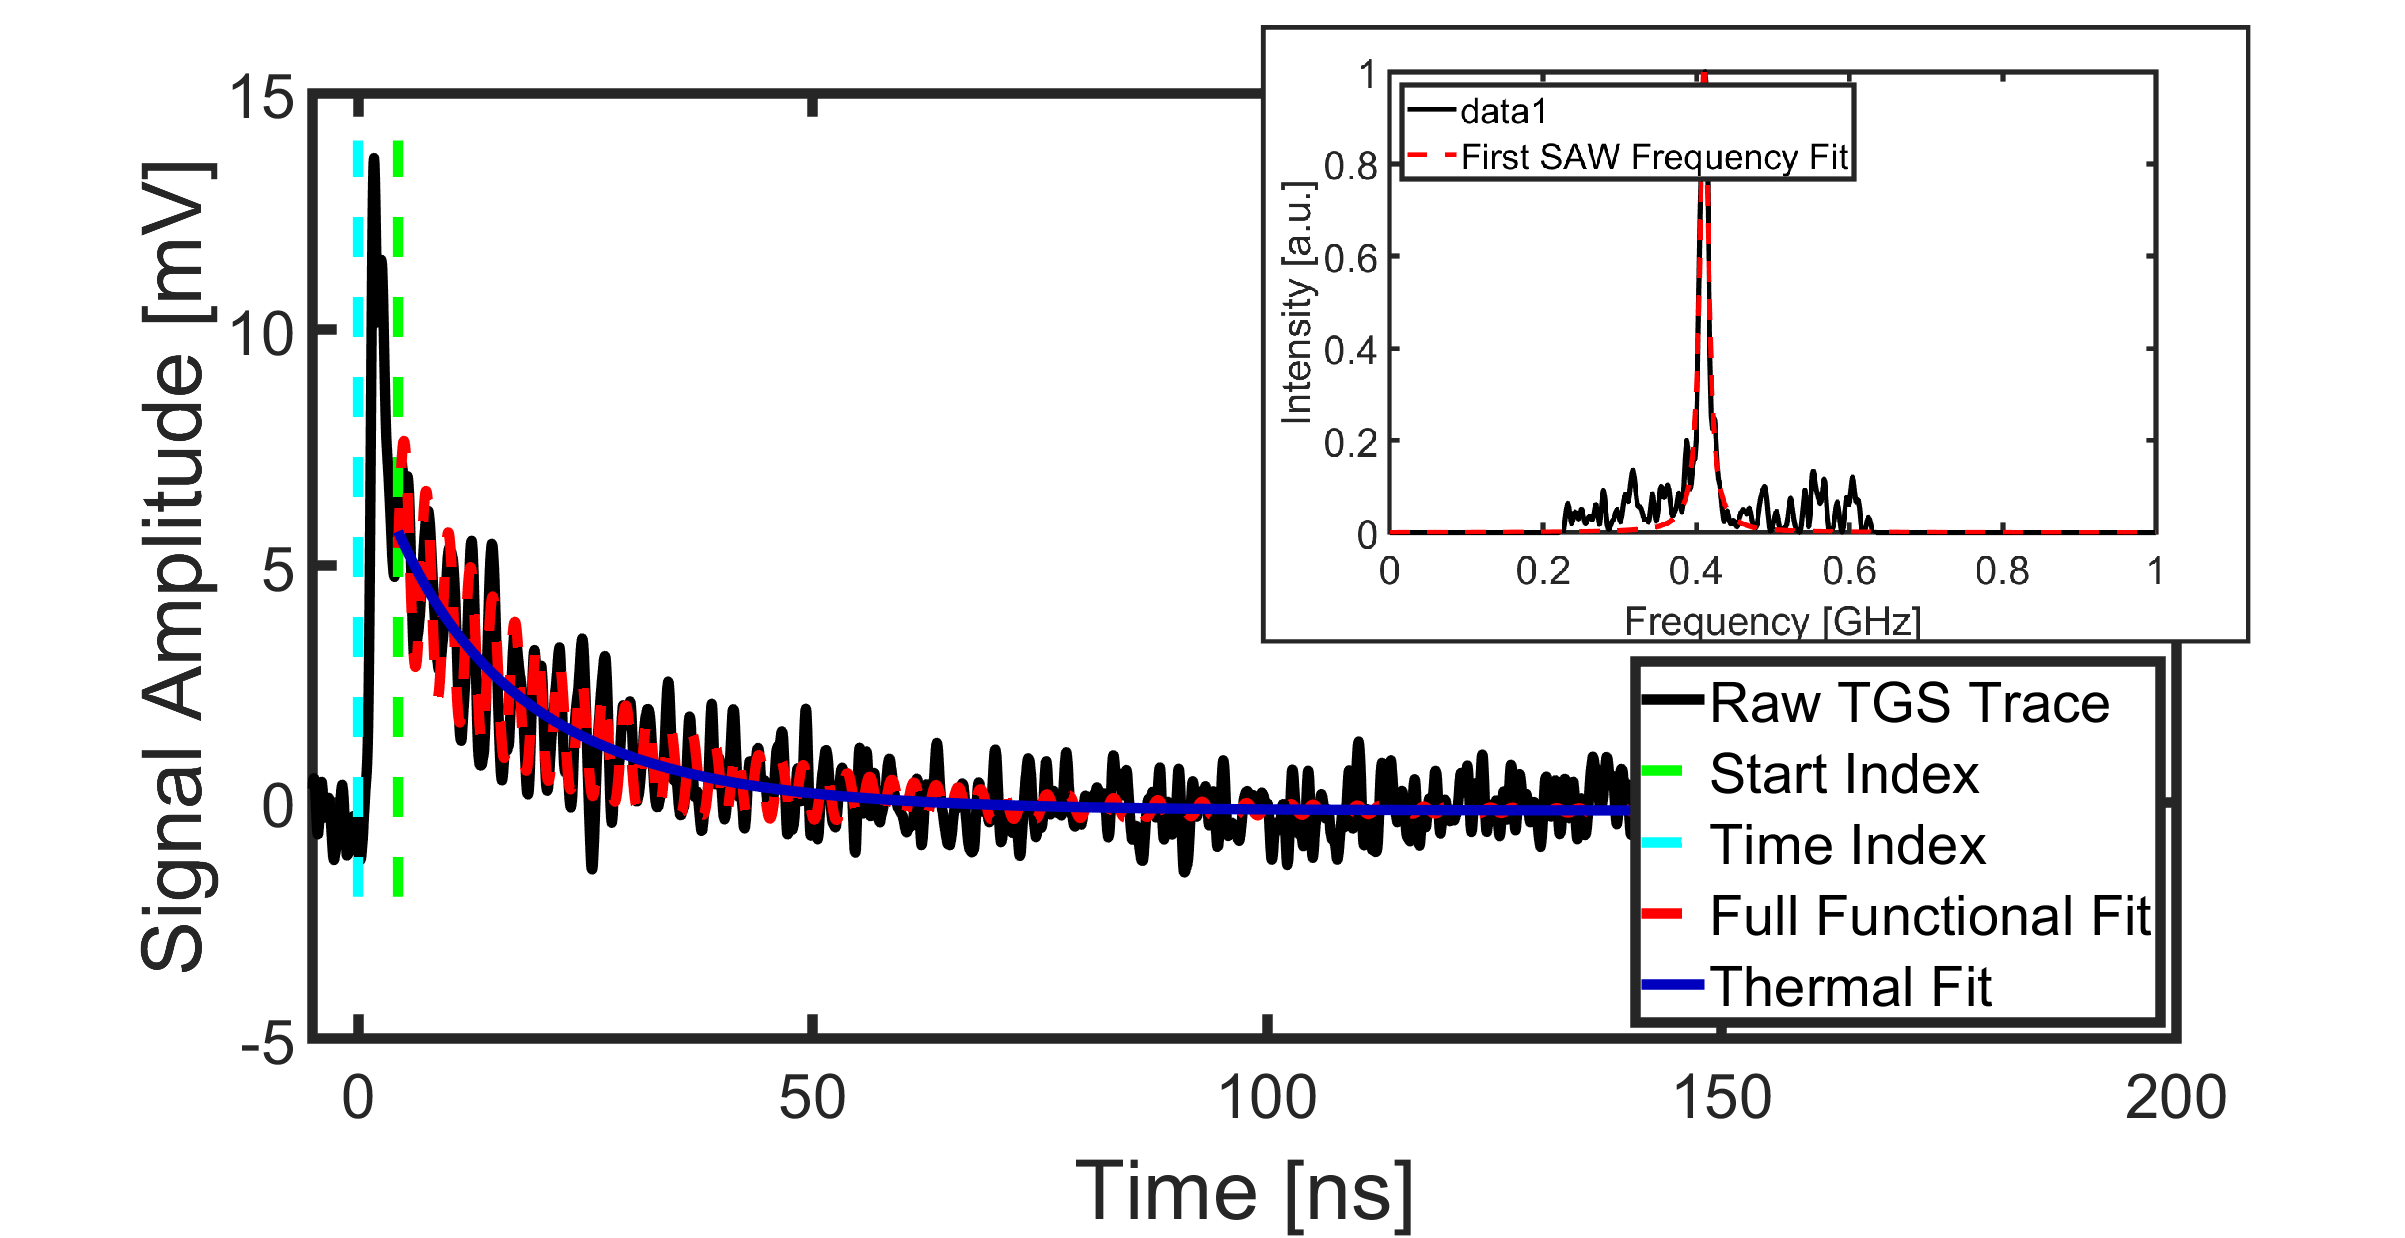 Signal Amplitude [mV]
15
10
5
0
-5
0
50
100
150
200
Time [ns]
Intensity [a.u.]
1
0.8
0.6
0.4
0.2
0
0
0.2
0.4
0.6
0.8
1
Frequency [GHz]
data1
First SAW Frequency Fit
Raw TGS Trace
Start Index
Time Index
Full Functional Fit
Thermal Fit